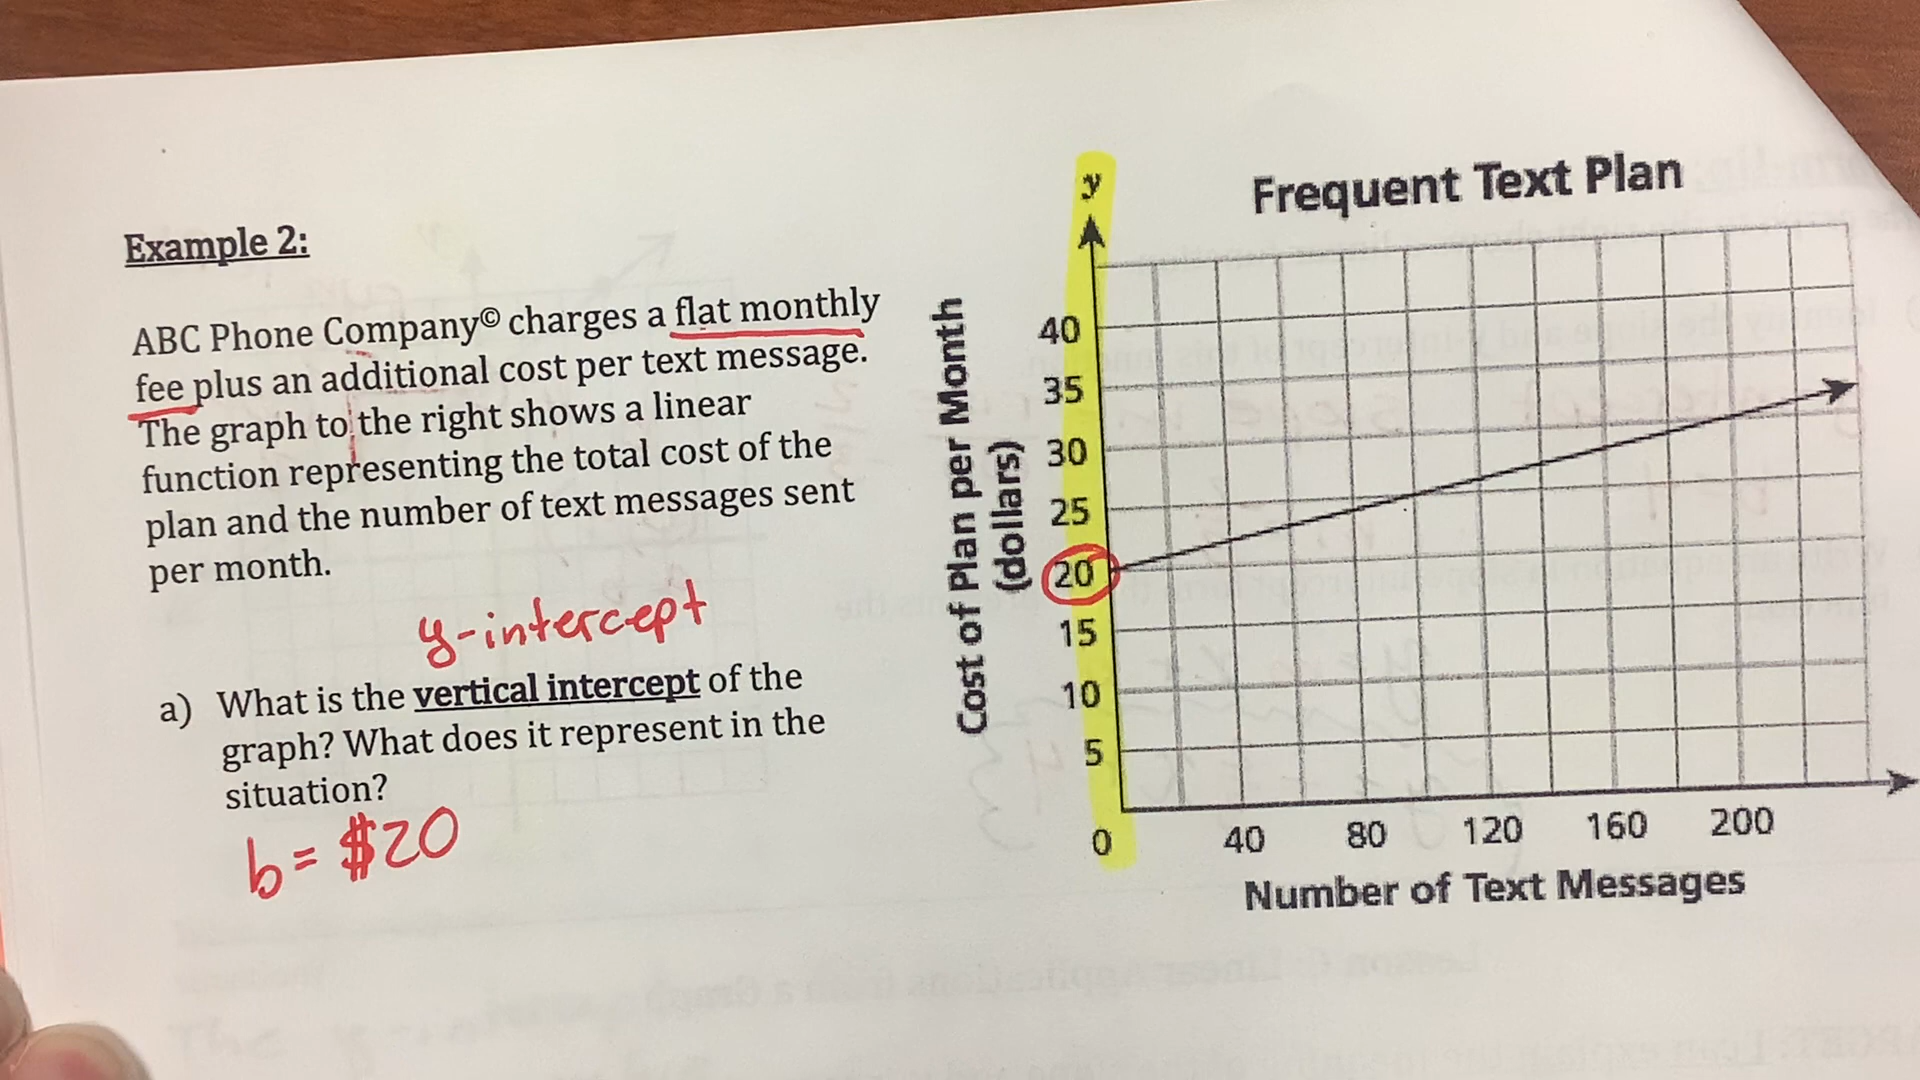 Example 2:
ABC Phone Company© charges a flat monthly
fee plus an additional cost per text message.
The graph to the right shows a linear
function representing the total cost of the
plan and the number of text messages sent
per month.
y-intercept
a) What is the vertical intercept of the
graph? What does it represent in the
situation?
b = $20
Frequent Text Plan
y
Cost of Plan per Month
(dollars)
40
35
30
25
20
15
10
5
0 40 80 120 160 200
Number of Text Messages